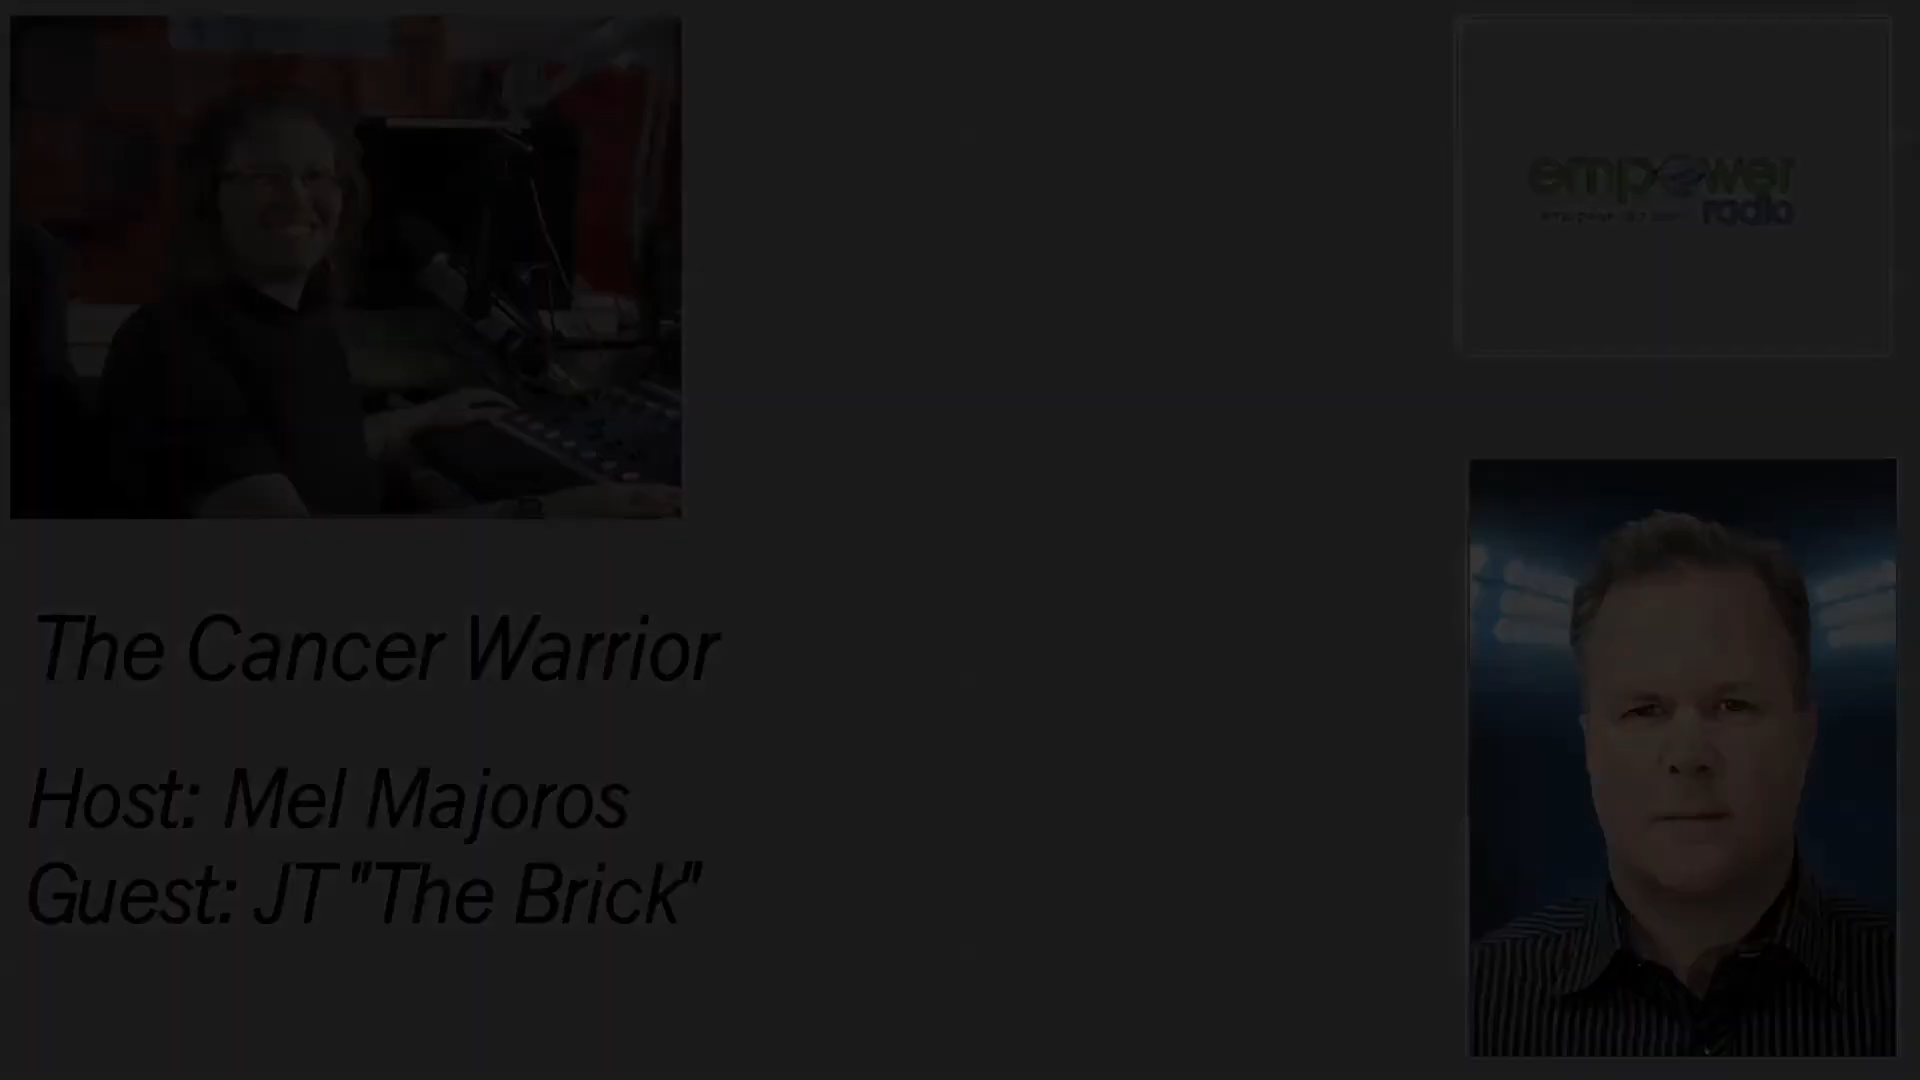 empower
radio
The Cancer Warrior
Host: Mel Majoros
Guest: JT "The Brick"